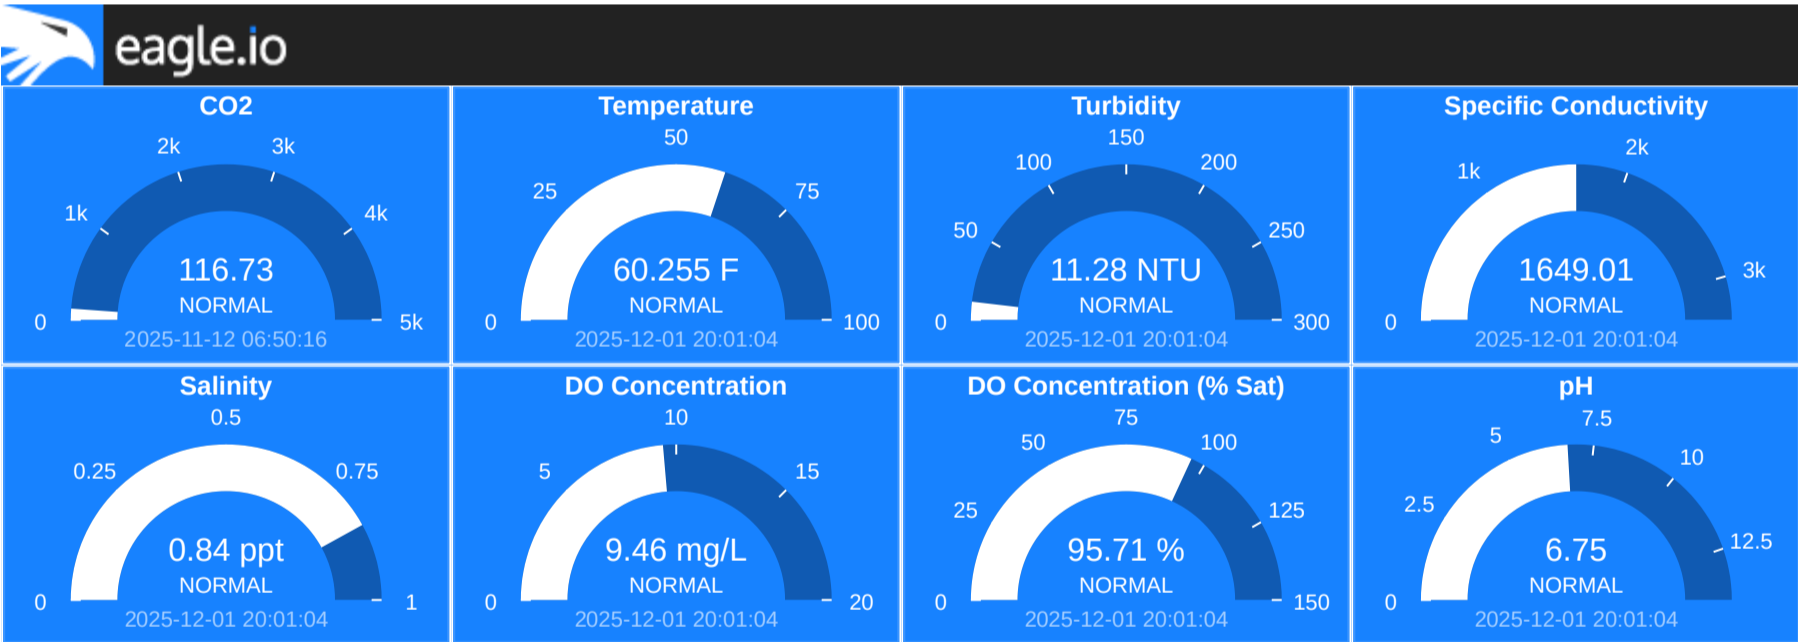 eagle.io
CO2
0
1k
2k
3k
4k
5k
116.73
NORMAL
2025-11-12 06:50:16
Temperature
0
25
50
75
100
60.255 F
NORMAL
2025-12-01 20:01:04
Turbidity
0
50
100
150
200
250
300
11.28 NTU
NORMAL
2025-12-01 20:01:04
Specific Conductivity
0
1k
2k
3k
1649.01
NORMAL
2025-12-01 20:01:04
Salinity
0
0.25
0.5
0.75
1
0.84 ppt
NORMAL
2025-12-01 20:01:04
DO Concentration
0
5
10
15
20
9.46 mg/L
NORMAL
2025-12-01 20:01:04
DO Concentration (% Sat)
0
25
50
75
100
125
150
95.71 %
NORMAL
2025-12-01 20:01:04
pH
0
2.5
5
7.5
10
12.5
6.75
NORMAL
2025-12-01 20:01:04